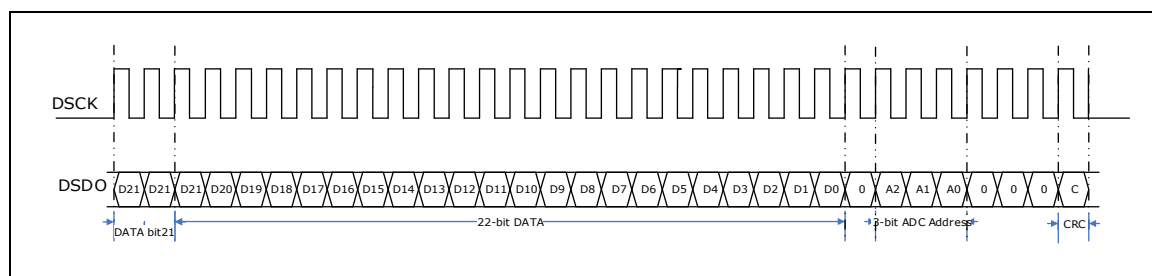 DSCK
DSDO D21 D21 D21 D20 D19 D18 D17 D16 D15 D14 D13 D12 D11 D10 D9 D8 D7 D6 D5 D4 D3 D2 D1 D0 0 A2 A1 A0 0 0 0 C
DATA bit21 22-bit DATA 3-bit ADC Address CRC